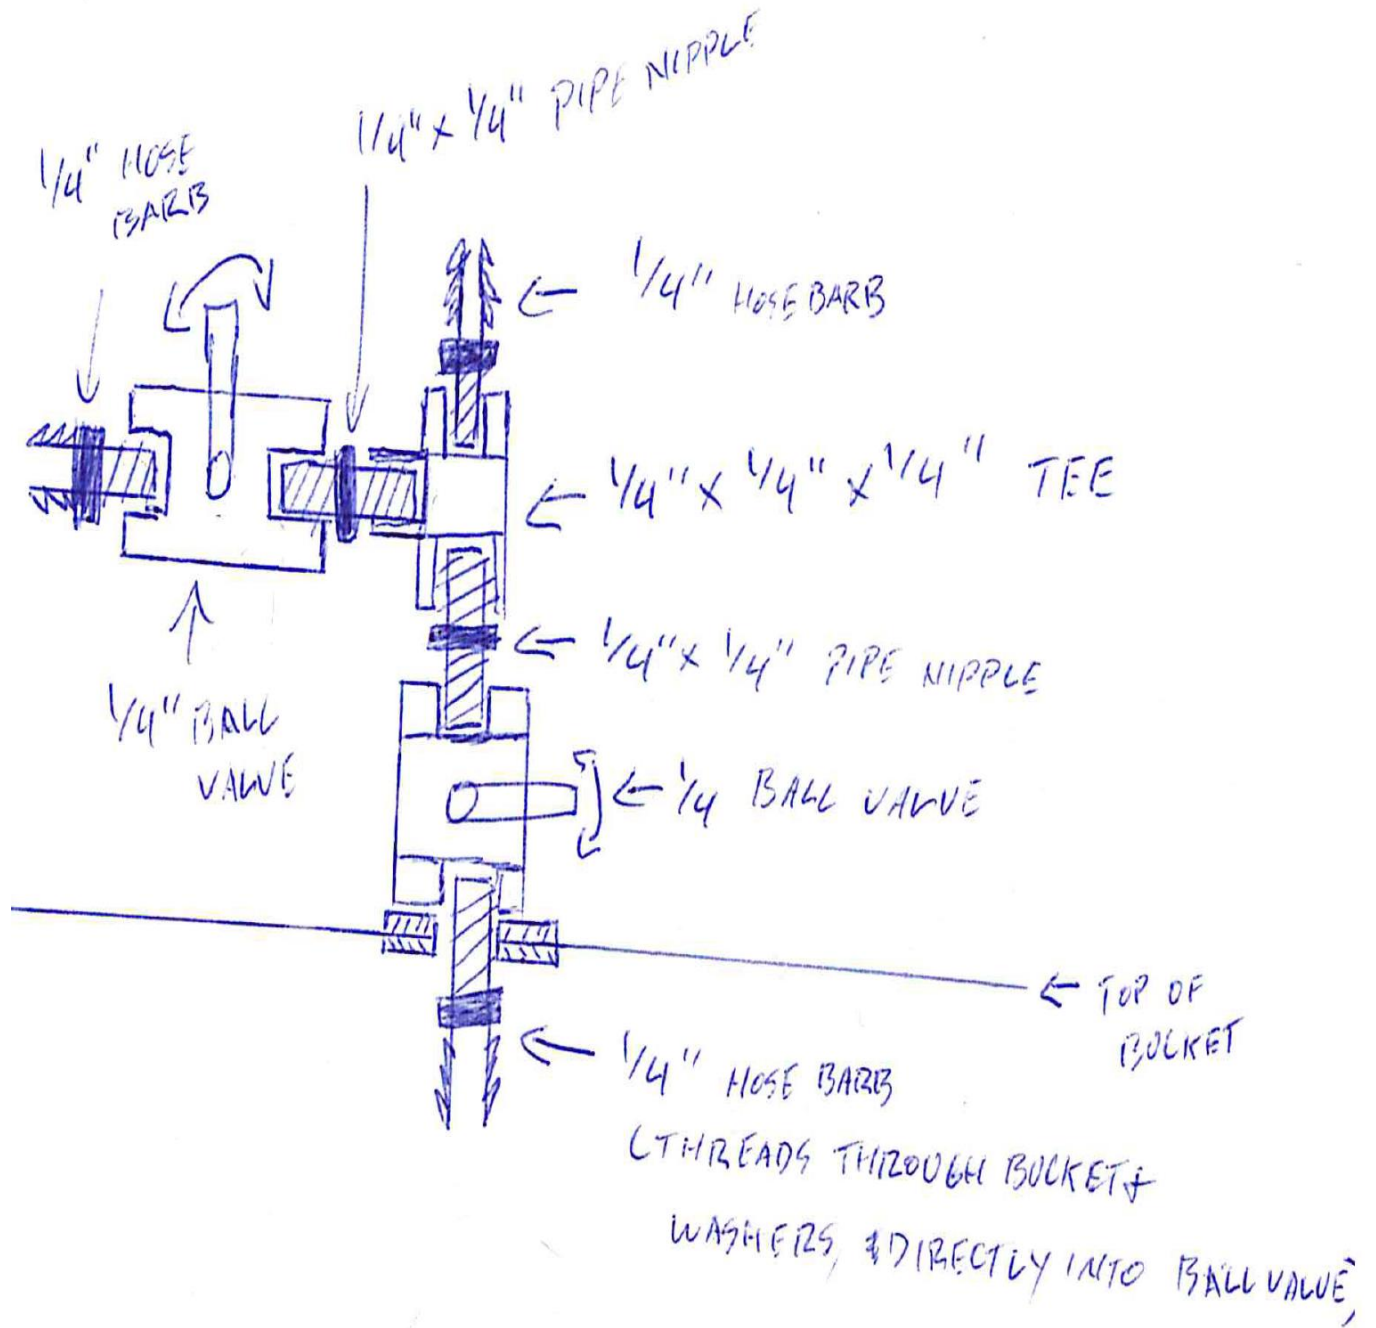 1/4" x 1/4" PIPE NIPPLE
1/4" HOSE
BARB
1/4" HOSE BARB
1/4" x 1/4" x 1/4" TEE
1/4" x 1/4" PIPE NIPPLE
1/4" BALL
VALVE
1/4 BALL VALVE
TOP OF
BUCKET
1/4" HOSE BARB
(THREADS THROUGH BUCKET &
WASHERS, & DIRECTLY INTO BALL VALVE,